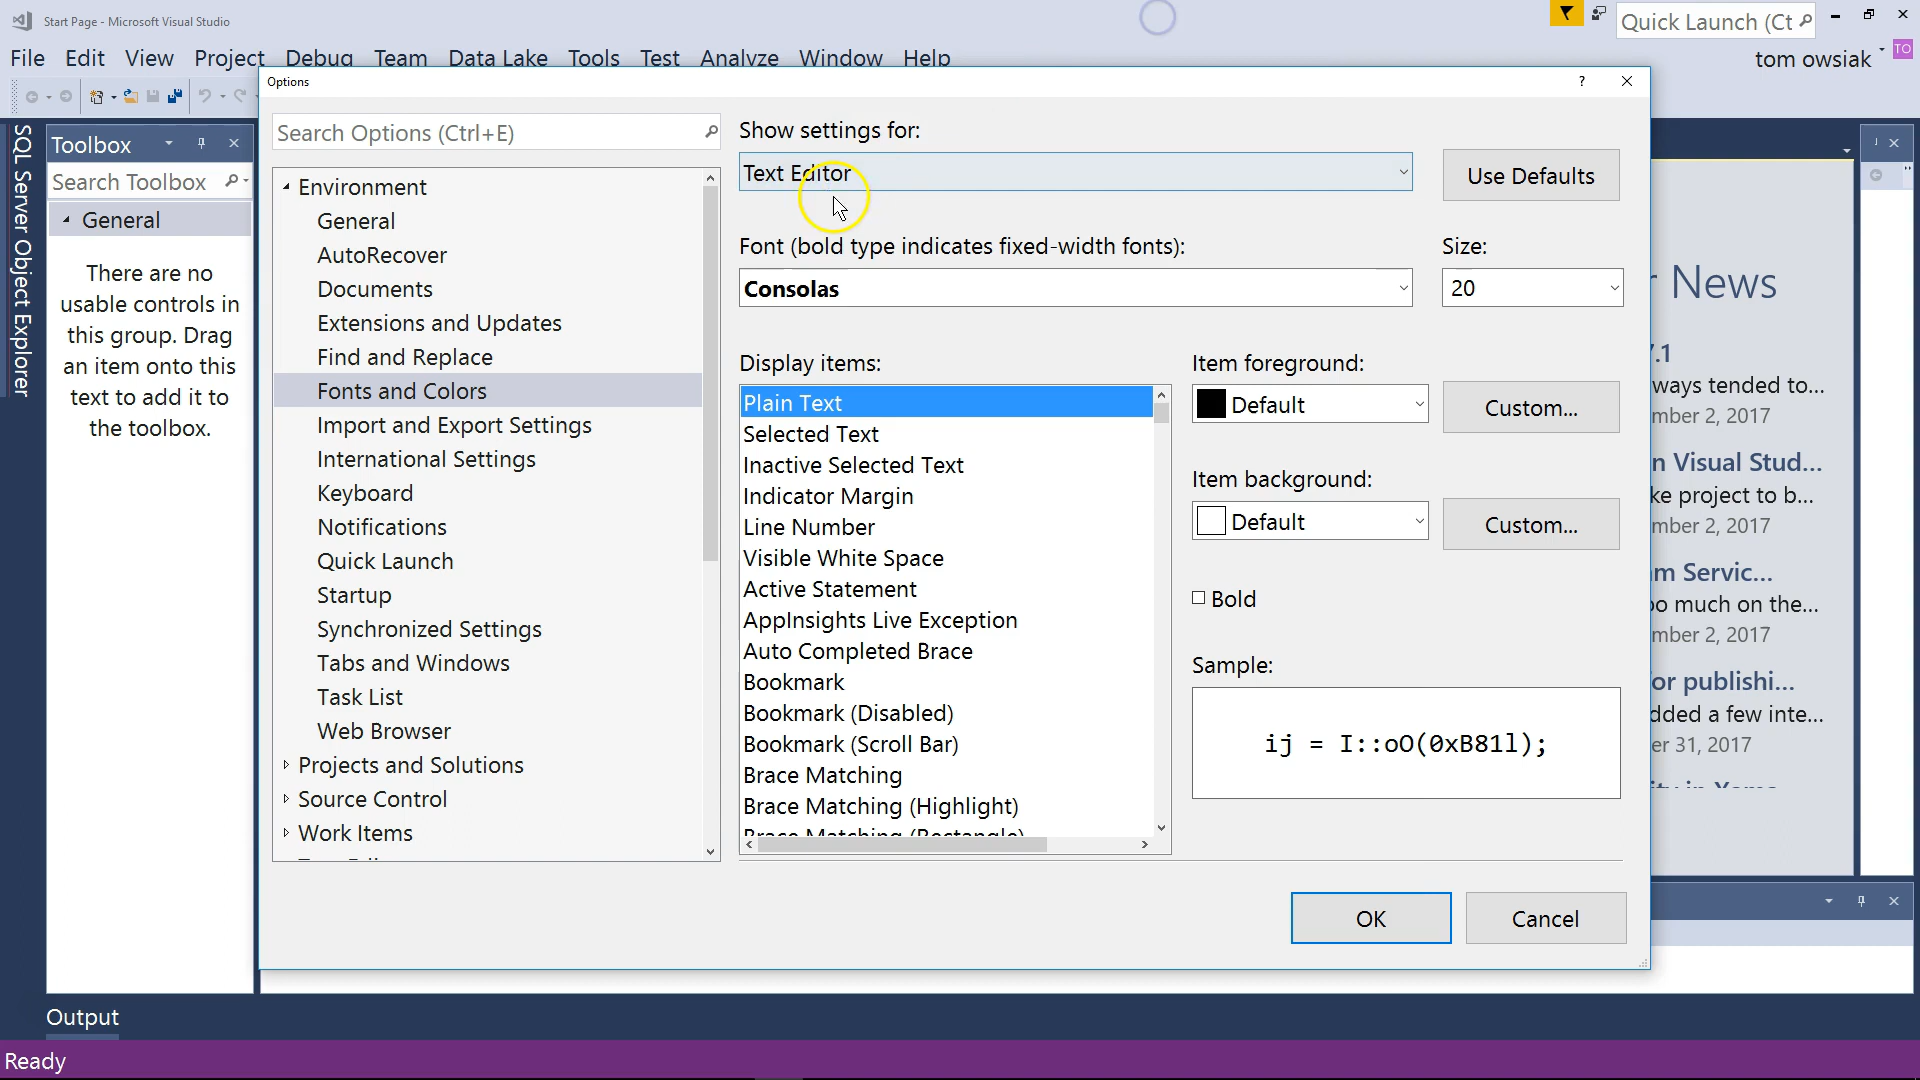 Start Page - Microsoft Visual Studio
Quick Launch (Ct
File Edit View Project Debug Team Data Lake Tools Test Analyze Window Help
tom owsiak
TO
Options
?
SQL Server Object Explorer
Toolbox
Search Toolbox
General
There are no
usable controls in
this group. Drag
an item onto this
text to add it to
the toolbox.
Search Options (Ctrl+E)
Environment
General
AutoRecover
Documents
Extensions and Updates
Find and Replace
Fonts and Colors
Import and Export Settings
International Settings
Keyboard
Notifications
Quick Launch
Startup
Synchronized Settings
Tabs and Windows
Task List
Web Browser
Projects and Solutions
Source Control
Work Items
Show settings for:
Text Editor
Use Defaults
Font (bold type indicates fixed-width fonts):
Size:
Consolas
20
Display items:
Plain Text
Selected Text
Inactive Selected Text
Indicator Margin
Line Number
Visible White Space
Active Statement
AppInsights Live Exception
Auto Completed Brace
Bookmark
Bookmark (Disabled)
Bookmark (Scroll Bar)
Brace Matching
Brace Matching (Highlight)
Brace Matching (Rectangle)
Item foreground:
Default
Custom...
Item background:
Default
Custom...
Bold
Sample:
ij = I::oO(0xB81l);
OK
Cancel
r News
7.1
ways tended to...
mber 2, 2017
n Visual Stud...
ke project to b...
mber 2, 2017
m Servic...
oo much on the...
mber 2, 2017
or publishi...
dded a few inte...
er 31, 2017
Output
Ready